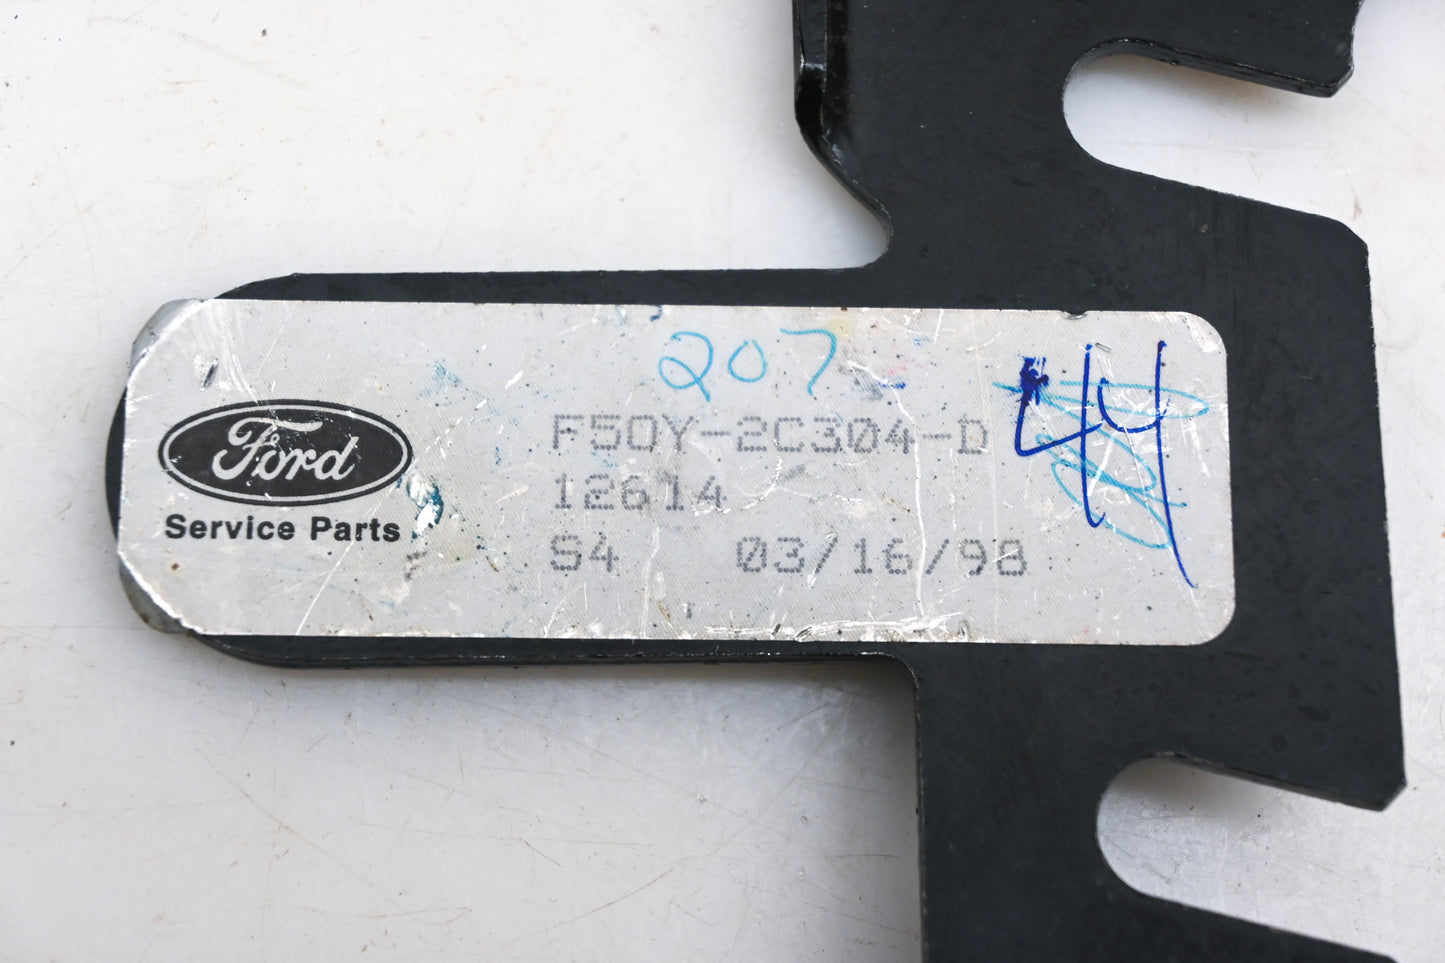 207
44
Ford
Service Parts
F50Y-2C304-D
12614
S4 03/16/98